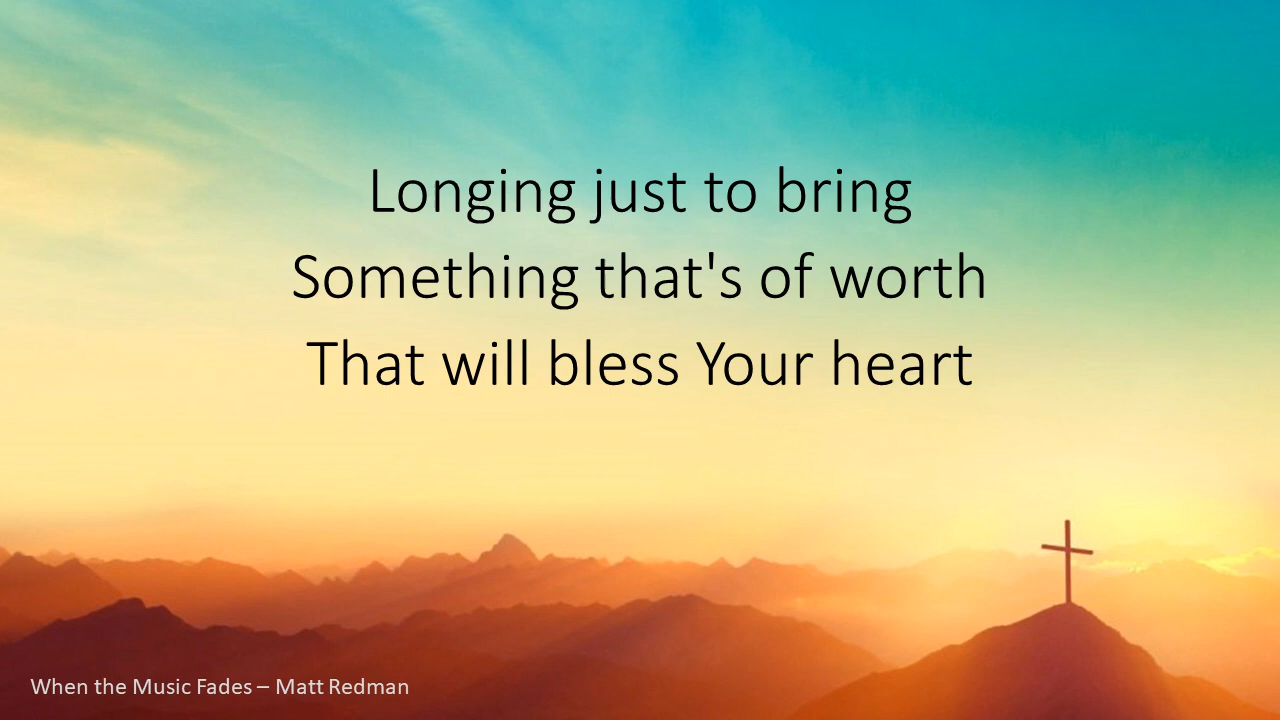 Longing just to bring
Something that's of worth
That will bless Your heart
When the Music Fades – Matt Redman